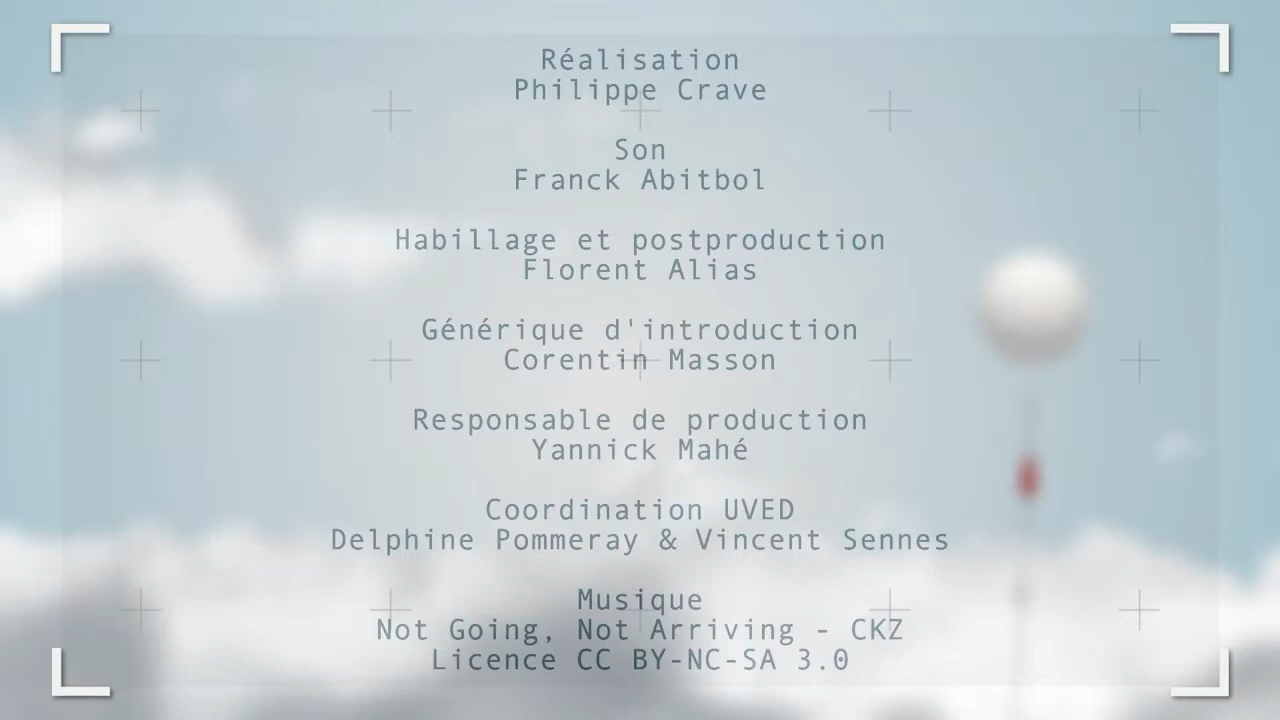 Réalisation
Philippe Crave
Son
Franck Abitbol
Habillage et postproduction
Florent Alias
Générique d'introduction
Corentin Masson
Responsable de production
Yannick Mahé
Coordination UVED
Delphine Pommeray & Vincent Sennes
Musique
Not Going, Not Arriving - CKZ
Licence CC BY-NC-SA 3.0